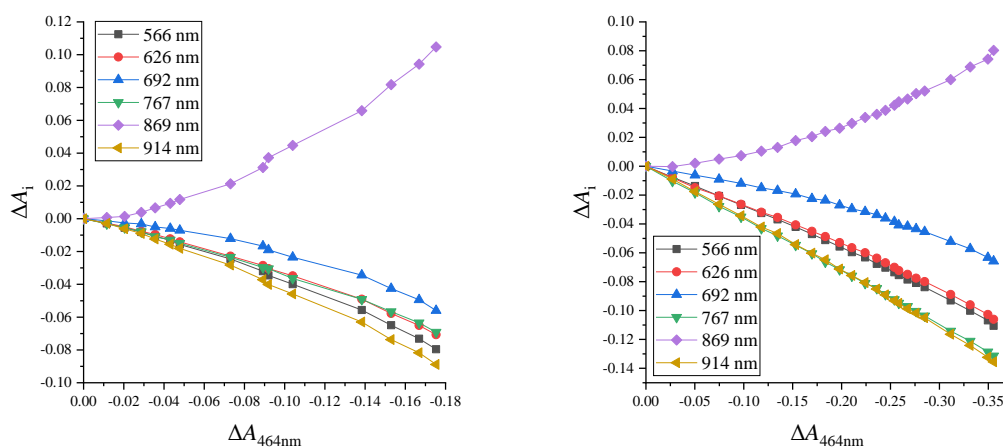 0.12
0.10
0.08
0.06
0.04
0.02
0.00
-0.02
-0.04
-0.06
-0.08
-0.10
ΔA_i
566 nm
626 nm
692 nm
767 nm
869 nm
914 nm
0.00 -0.02 -0.04 -0.06 -0.08 -0.10 -0.12 -0.14 -0.16 -0.18
ΔA_464nm
0.10
0.08
0.06
0.04
0.02
0.00
-0.02
-0.04
-0.06
-0.08
-0.10
-0.12
-0.14
ΔA_i
566 nm
626 nm
692 nm
767 nm
869 nm
914 nm
0.00 -0.05 -0.10 -0.15 -0.20 -0.25 -0.30 -0.35
ΔA_464nm